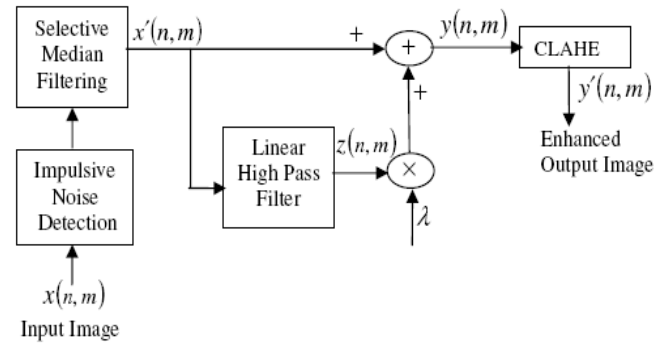 Selective
Median
Filtering
x′(n,m)
+
+
y(n,m)
CLAHE
+
y′(n,m)
Enhanced
Output Image
Impulsive
Noise
Detection
Linear
High Pass
Filter
z(n,m)
×
λ
x(n,m)
Input Image